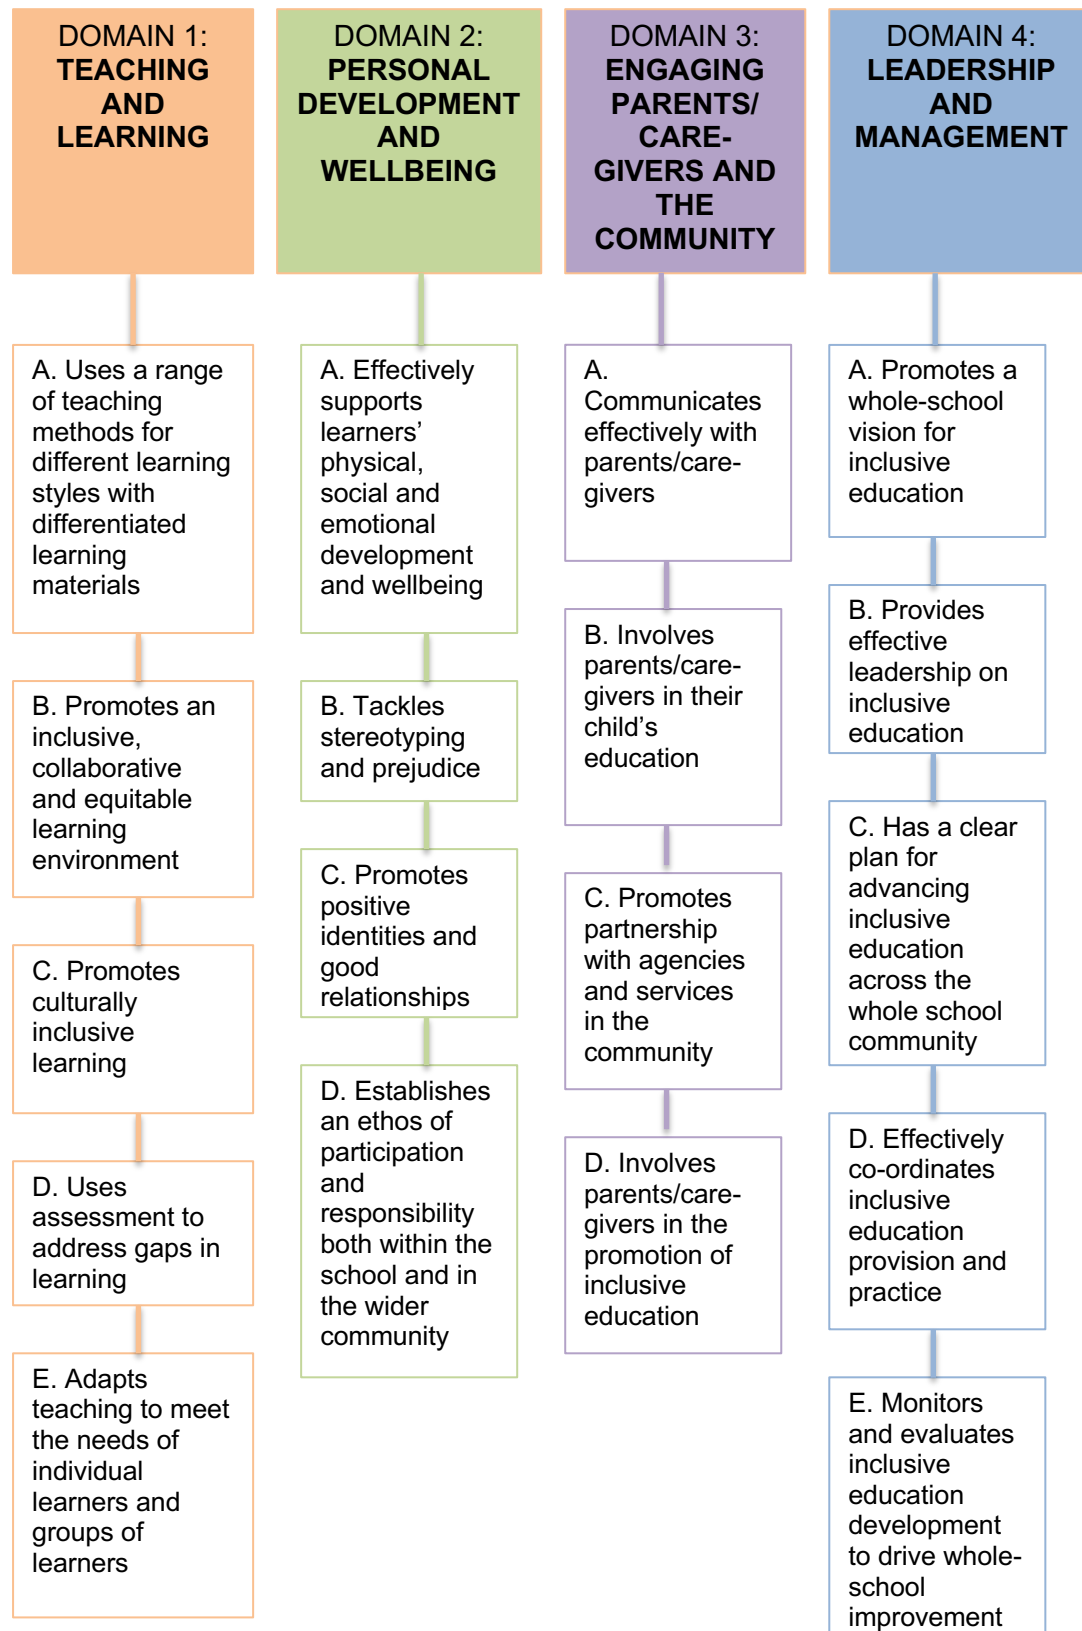 DOMAIN 1:
TEACHING
AND
LEARNING
A. Uses a range
of teaching
methods for
different learning
styles with
differentiated
learning
materials
B. Promotes an
inclusive,
collaborative
and equitable
learning
environment
C. Promotes
culturally
inclusive
learning
D. Uses
assessment to
address gaps in
learning
E. Adapts
teaching to meet
the needs of
individual
learners and
groups of
learners
DOMAIN 2:
PERSONAL
DEVELOPMENT
AND
WELLBEING
A. Effectively
supports
learners’
physical,
social and
emotional
development
and wellbeing
B. Tackles
stereotyping
and prejudice
C. Promotes
positive
identities and
good
relationships
D. Establishes
an ethos of
participation
and
responsibility
both within the
school and in
the wider
community
DOMAIN 3:
ENGAGING
PARENTS/
CARE-
GIVERS AND
THE
COMMUNITY
A.
Communicates
effectively with
parents/care-
givers
B. Involves
parents/care-
givers in their
child’s
education
C. Promotes
partnership
with agencies
and services
in the
community
D. Involves
parents/care-
givers in the
promotion of
inclusive
education
DOMAIN 4:
LEADERSHIP
AND
MANAGEMENT
A. Promotes a
whole-school
vision for
inclusive
education
B. Provides
effective
leadership on
inclusive
education
C. Has a clear
plan for
advancing
inclusive
education
across the
whole school
community
D. Effectively
co-ordinates
inclusive
education
provision and
practice
E. Monitors
and evaluates
inclusive
education
development
to drive whole-
school
improvement